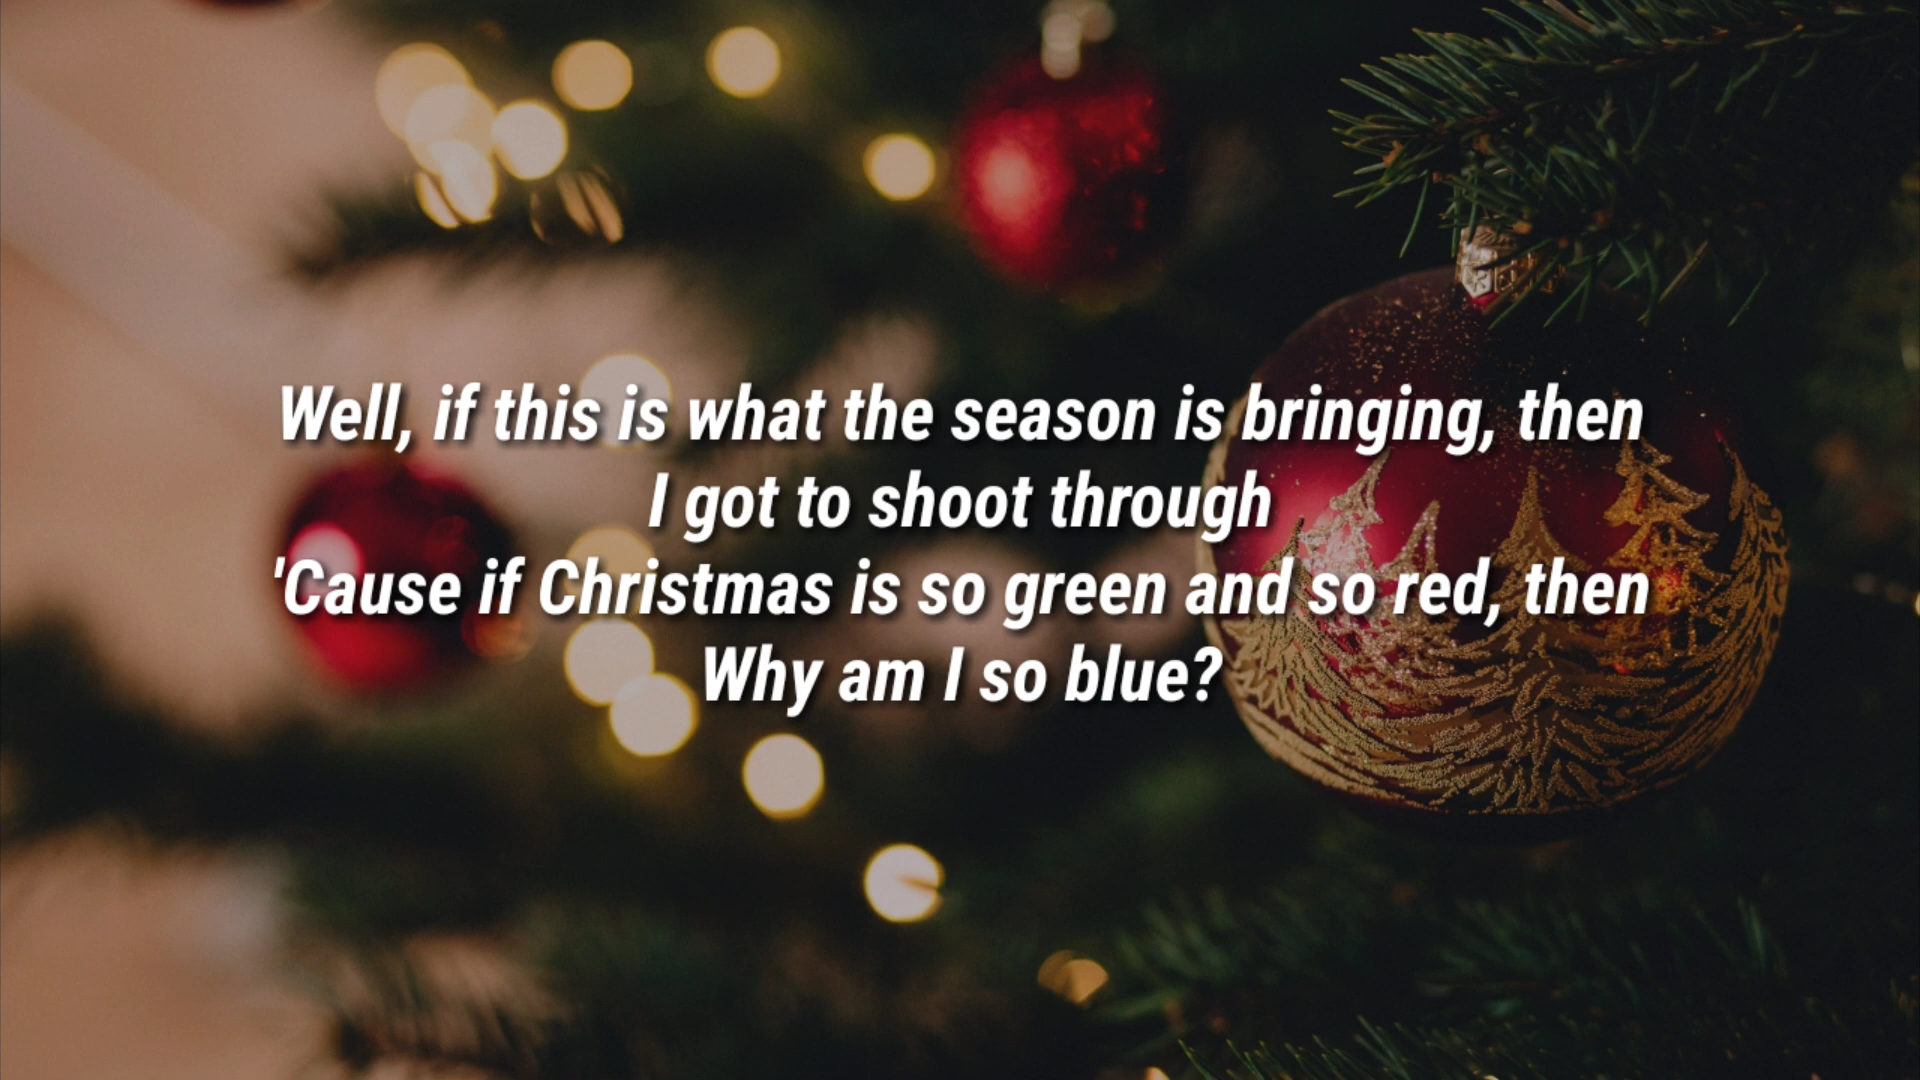 Well, if this is what the season is bringing, then
I got to shoot through
'Cause if Christmas is so green and so red, then
Why am I so blue?